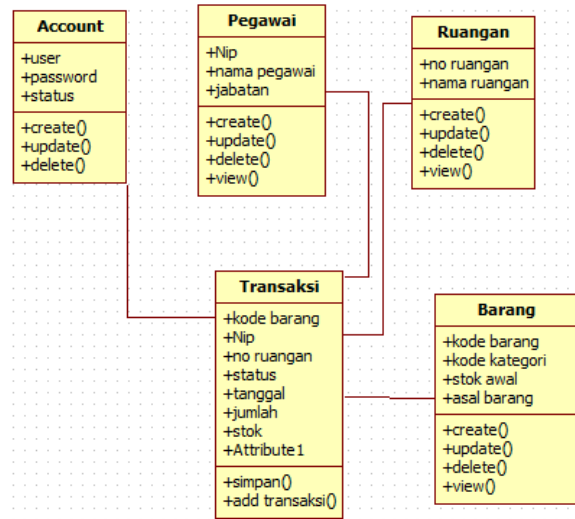 Account
+user
+password
+status
+create()
+update()
+delete()
Pegawai
+Nip
+nama pegawai
+jabatan
+create()
+update()
+delete()
+view()
Ruangan
+no ruangan
+nama ruangan
+create()
+update()
+delete()
+view()
Transaksi
+kode barang
+Nip
+no ruangan
+status
+tanggal
+jumlah
+stok
+Attribute1
+simpan()
+add transaksi()
Barang
+kode barang
+kode kategori
+stok awal
+asal barang
+create()
+update()
+delete()
+view()